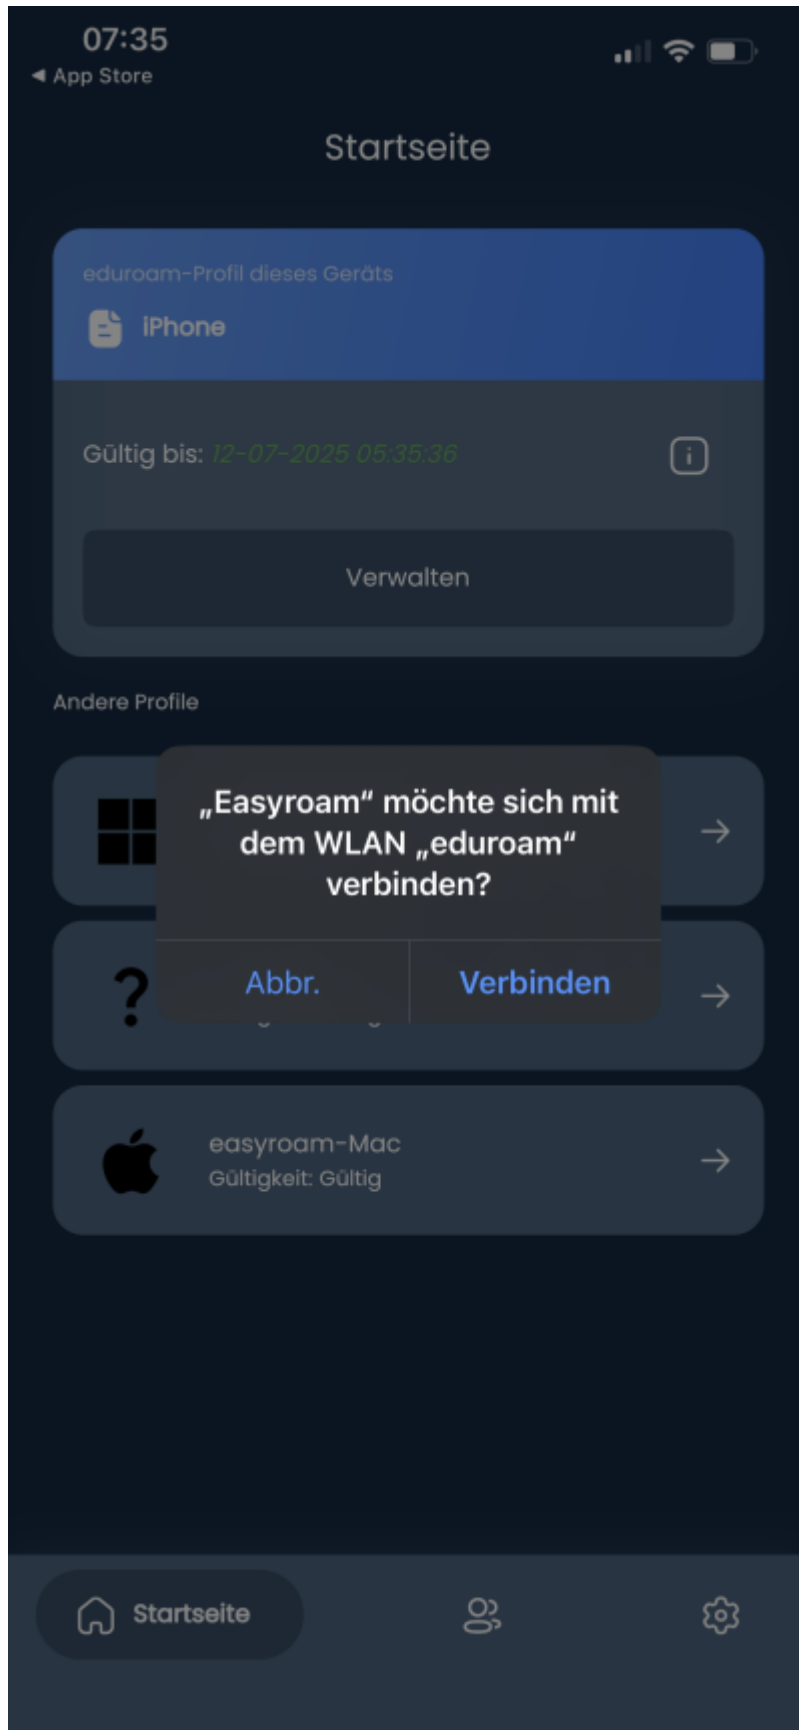 07:35
◀ App Store
Startseite
eduroam-Profil dieses Geräts
iPhone
Gültig bis: 12-07-2025 05:35:36
Verwalten
Andere Profile
„Easyroam“ möchte sich mit
dem WLAN „eduroam“
verbinden?
Abbr.
Verbinden
easyroam-Mac
Gültigkeit: Gültig
Startseite